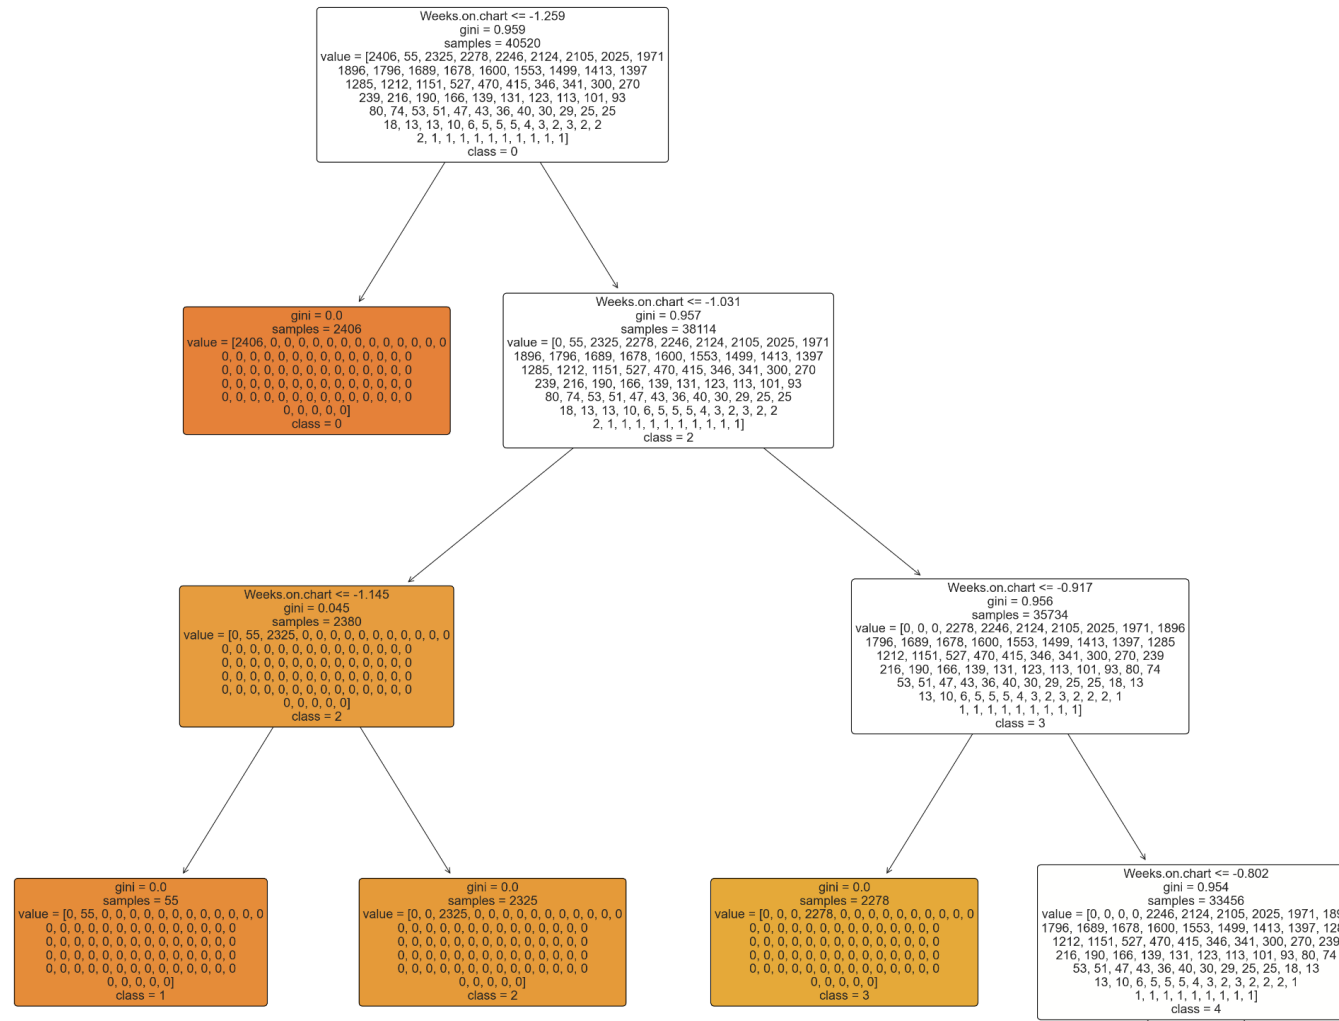 Weeks.on.chart <= -1.259
gini = 0.959
samples = 40520
value = [2406, 55, 2325, 2278, 2246, 2124, 2105, 2025, 1971
1896, 1796, 1689, 1678, 1600, 1553, 1499, 1413, 1397
1285, 1212, 1151, 527, 470, 415, 346, 341, 300, 270
239, 216, 190, 166, 139, 131, 123, 113, 101, 93
80, 74, 53, 51, 47, 43, 36, 40, 30, 29, 25, 25
18, 13, 13, 10, 6, 5, 5, 5, 4, 3, 2, 3, 2, 2
2, 1, 1, 1, 1, 1, 1, 1, 1, 1, 1]
class = 0
gini = 0.0
samples = 2406
value = [2406, 0, 0, 0, 0, 0, 0, 0, 0, 0, 0, 0, 0, 0
0, 0, 0, 0, 0, 0, 0, 0, 0, 0, 0, 0, 0, 0
0, 0, 0, 0, 0, 0, 0, 0, 0, 0, 0, 0, 0, 0
0, 0, 0, 0, 0, 0, 0, 0, 0, 0, 0, 0, 0, 0
0, 0, 0, 0, 0, 0, 0, 0, 0, 0, 0, 0, 0, 0
0, 0, 0, 0, 0]
class = 0
Weeks.on.chart <= -1.031
gini = 0.957
samples = 38114
value = [0, 55, 2325, 2278, 2246, 2124, 2105, 2025, 1971
1896, 1796, 1689, 1678, 1600, 1553, 1499, 1413, 1397
1285, 1212, 1151, 527, 470, 415, 346, 341, 300, 270
239, 216, 190, 166, 139, 131, 123, 113, 101, 93
80, 74, 53, 51, 47, 43, 36, 40, 30, 29, 25, 25
18, 13, 13, 10, 6, 5, 5, 5, 4, 3, 2, 3, 2, 2
2, 1, 1, 1, 1, 1, 1, 1, 1, 1, 1]
class = 2
Weeks.on.chart <= -1.145
gini = 0.045
samples = 2380
value = [0, 55, 2325, 0, 0, 0, 0, 0, 0, 0, 0, 0, 0, 0
0, 0, 0, 0, 0, 0, 0, 0, 0, 0, 0, 0, 0, 0
0, 0, 0, 0, 0, 0, 0, 0, 0, 0, 0, 0, 0, 0
0, 0, 0, 0, 0, 0, 0, 0, 0, 0, 0, 0, 0, 0
0, 0, 0, 0, 0, 0, 0, 0, 0, 0, 0, 0, 0, 0
0, 0, 0, 0, 0]
class = 2
Weeks.on.chart <= -0.917
gini = 0.956
samples = 35734
value = [0, 0, 0, 2278, 2246, 2124, 2105, 2025, 1971, 1896
1796, 1689, 1678, 1600, 1553, 1499, 1413, 1397, 1285
1212, 1151, 527, 470, 415, 346, 341, 300, 270, 239
216, 190, 166, 139, 131, 123, 113, 101, 93, 80, 74
53, 51, 47, 43, 36, 40, 30, 29, 25, 25, 18, 13
13, 10, 6, 5, 5, 5, 4, 3, 2, 3, 2, 2, 2, 1
1, 1, 1, 1, 1, 1, 1, 1, 1]
class = 3
gini = 0.0
samples = 55
value = [0, 55, 0, 0, 0, 0, 0, 0, 0, 0, 0, 0, 0, 0
0, 0, 0, 0, 0, 0, 0, 0, 0, 0, 0, 0, 0, 0
0, 0, 0, 0, 0, 0, 0, 0, 0, 0, 0, 0, 0, 0
0, 0, 0, 0, 0, 0, 0, 0, 0, 0, 0, 0, 0, 0
0, 0, 0, 0, 0, 0, 0, 0, 0, 0, 0, 0, 0, 0
0, 0, 0, 0, 0]
class = 1
gini = 0.0
samples = 2325
value = [0, 0, 2325, 0, 0, 0, 0, 0, 0, 0, 0, 0, 0, 0
0, 0, 0, 0, 0, 0, 0, 0, 0, 0, 0, 0, 0, 0
0, 0, 0, 0, 0, 0, 0, 0, 0, 0, 0, 0, 0, 0
0, 0, 0, 0, 0, 0, 0, 0, 0, 0, 0, 0, 0, 0
0, 0, 0, 0, 0, 0, 0, 0, 0, 0, 0, 0, 0, 0
0, 0, 0, 0, 0]
class = 2
gini = 0.0
samples = 2278
value = [0, 0, 0, 2278, 0, 0, 0, 0, 0, 0, 0, 0, 0, 0
0, 0, 0, 0, 0, 0, 0, 0, 0, 0, 0, 0, 0, 0
0, 0, 0, 0, 0, 0, 0, 0, 0, 0, 0, 0, 0, 0
0, 0, 0, 0, 0, 0, 0, 0, 0, 0, 0, 0, 0, 0
0, 0, 0, 0, 0, 0, 0, 0, 0, 0, 0, 0, 0, 0
0, 0, 0, 0, 0]
class = 3
Weeks.on.chart <= -0.802
gini = 0.954
samples = 33456
value = [0, 0, 0, 0, 2246, 2124, 2105, 2025, 1971,
1796, 1689, 1678, 1600, 1553, 1499, 1413, 1397,
1212, 1151, 527, 470, 415, 346, 341, 300, 270, 239
216, 190, 166, 139, 131, 123, 113, 101, 93, 80, 74
53, 51, 47, 43, 36, 40, 30, 29, 25, 25, 18, 13
13, 10, 6, 5, 5, 5, 4, 3, 2, 3, 2, 2, 2, 1
1, 1, 1, 1, 1, 1, 1, 1, 1]
class = 4